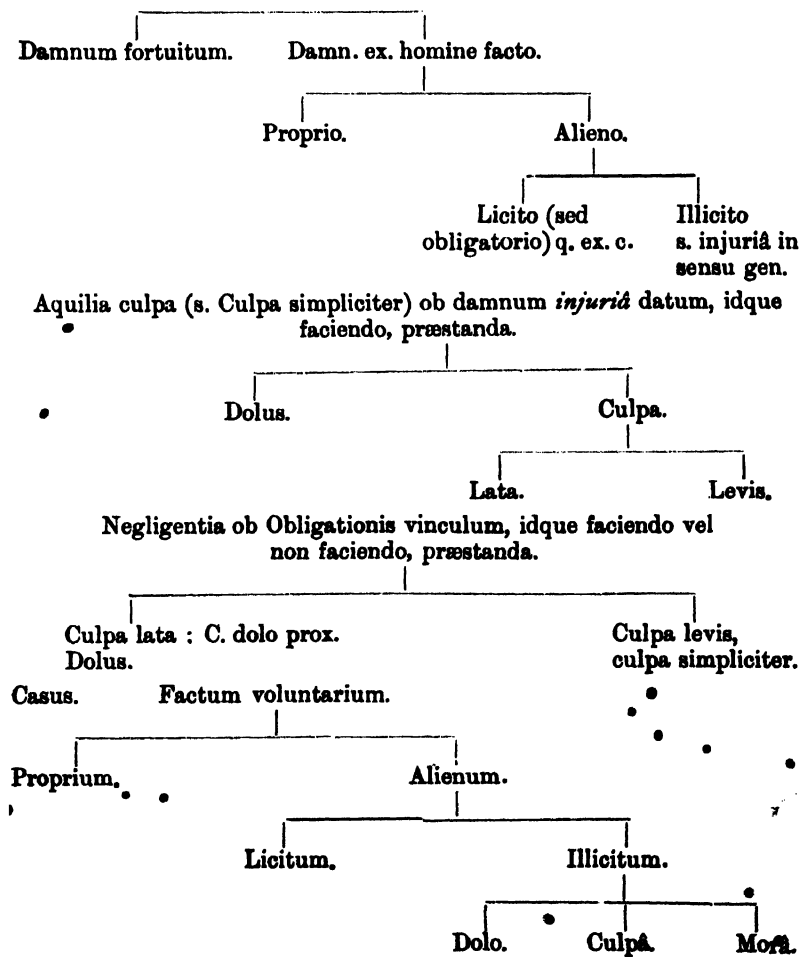 Damnum fortuitum. Damn. ex. homine facto.
Proprio. Alieno.
Licito (sed Illicito
obligatorio) q. ex. c. s. injuriâ in
sensu gen.
Aquilia culpa (s. Culpa simpliciter) ob damnum injuriâ datum, idque
faciendo, præstanda.
Dolus. Culpa.
Lata. Levis.
Negligentia ob Obligationis vinculum, idque faciendo vel
non faciendo, præstanda.
Culpa lata : C. dolo prox. Culpa levis,
Dolus. culpa simpliciter.
Casus. Factum voluntarium.
Proprium. Alienum.
Licitum. Illicitum.
Dolo. Culpâ. Morâ.